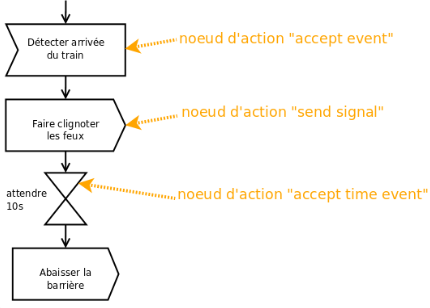 Détecter arrivée
du train
noeud d'action "accept event"
Faire clignoter
les feux
noeud d'action "send signal"
attendre
10s
noeud d'action "accept time event"
Abaisser la
barrière